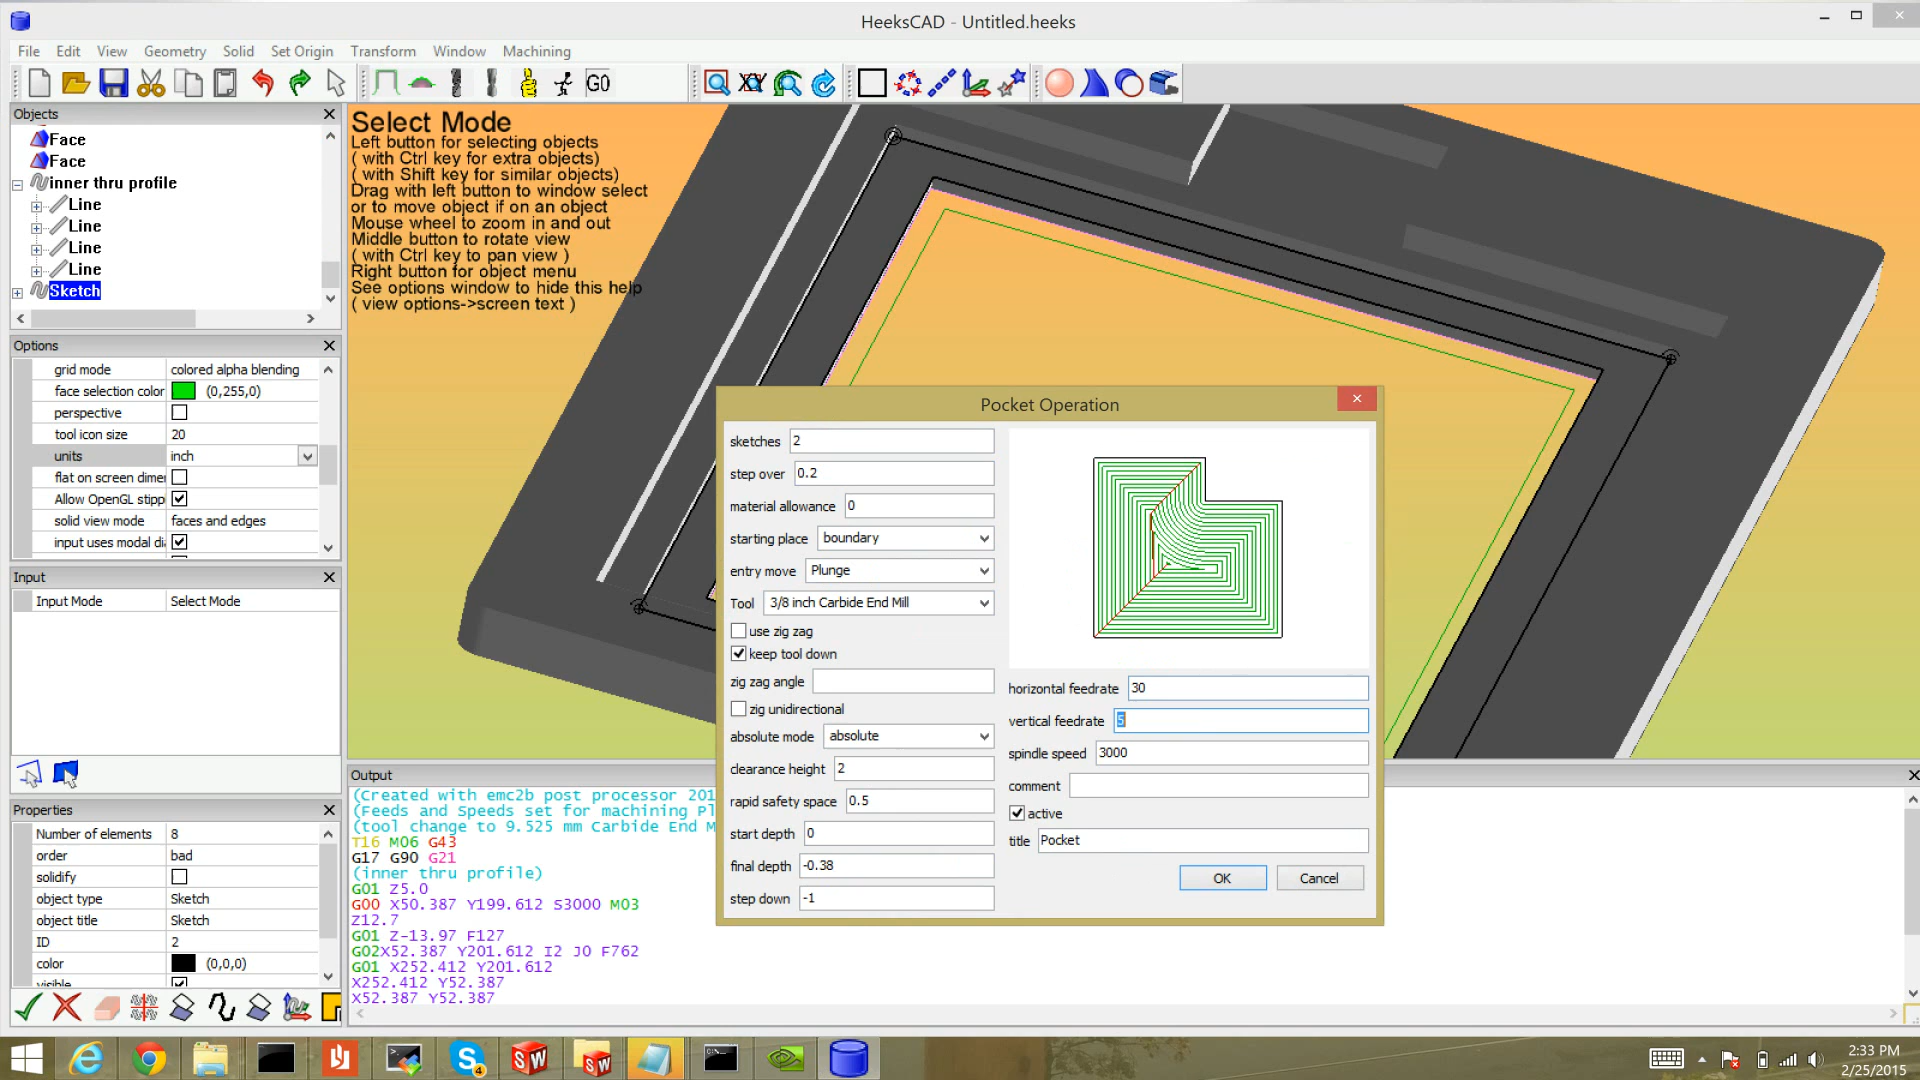 HeeksCAD - Untitled.heeks
File Edit View Geometry Solid Set Origin Transform Window Machining
G0
Objects
Face
Face
inner thru profile
Line
Line
Line
Line
Sketch
Options
grid mode colored alpha blending
face selection color (0,255,0)
perspective
tool icon size 20
units inch
flat on screen dimer
Allow OpenGL stipp
solid view mode faces and edges
input uses modal di
Input
Input Mode Select Mode
Properties
Number of elements 8
order bad
solidify
object type Sketch
object title Sketch
ID 2
color (0,0,0)
visible
Select Mode
Left button for selecting objects
( with Ctrl key for extra objects)
( with Shift key for similar objects)
Drag with left button to window select
or to move object if on an object
Mouse wheel to zoom in and out
Middle button to rotate view
( with Ctrl key to pan view )
Right button for object menu
See options window to hide this help
( view options->screen text )
Output
(Created with emc2b post processor 201
(Feeds and Speeds set for machining Pl
(tool change to 9.525 mm Carbide End M
T16 M06 G43
G17 G90 G21
(inner thru profile)
G01 Z5.0
G00 X50.387 Y199.612 S3000 M03
Z12.7
G01 Z-13.97 F127
G02X52.387 Y201.612 I2 J0 F762
G01 X252.412 Y201.612
X252.412 Y52.387
X52.387 Y52.387
Pocket Operation
sketches 2
step over 0.2
material allowance 0
starting place boundary
entry move Plunge
Tool 3/8 inch Carbide End Mill
use zig zag
keep tool down
zig zag angle
zig unidirectional
absolute mode absolute
clearance height 2
rapid safety space 0.5
start depth 0
final depth -0.38
step down -1
horizontal feedrate 30
vertical feedrate 5
spindle speed 3000
comment
active
title Pocket
OK Cancel
4
SW
SW
2:33 PM
2/25/2015